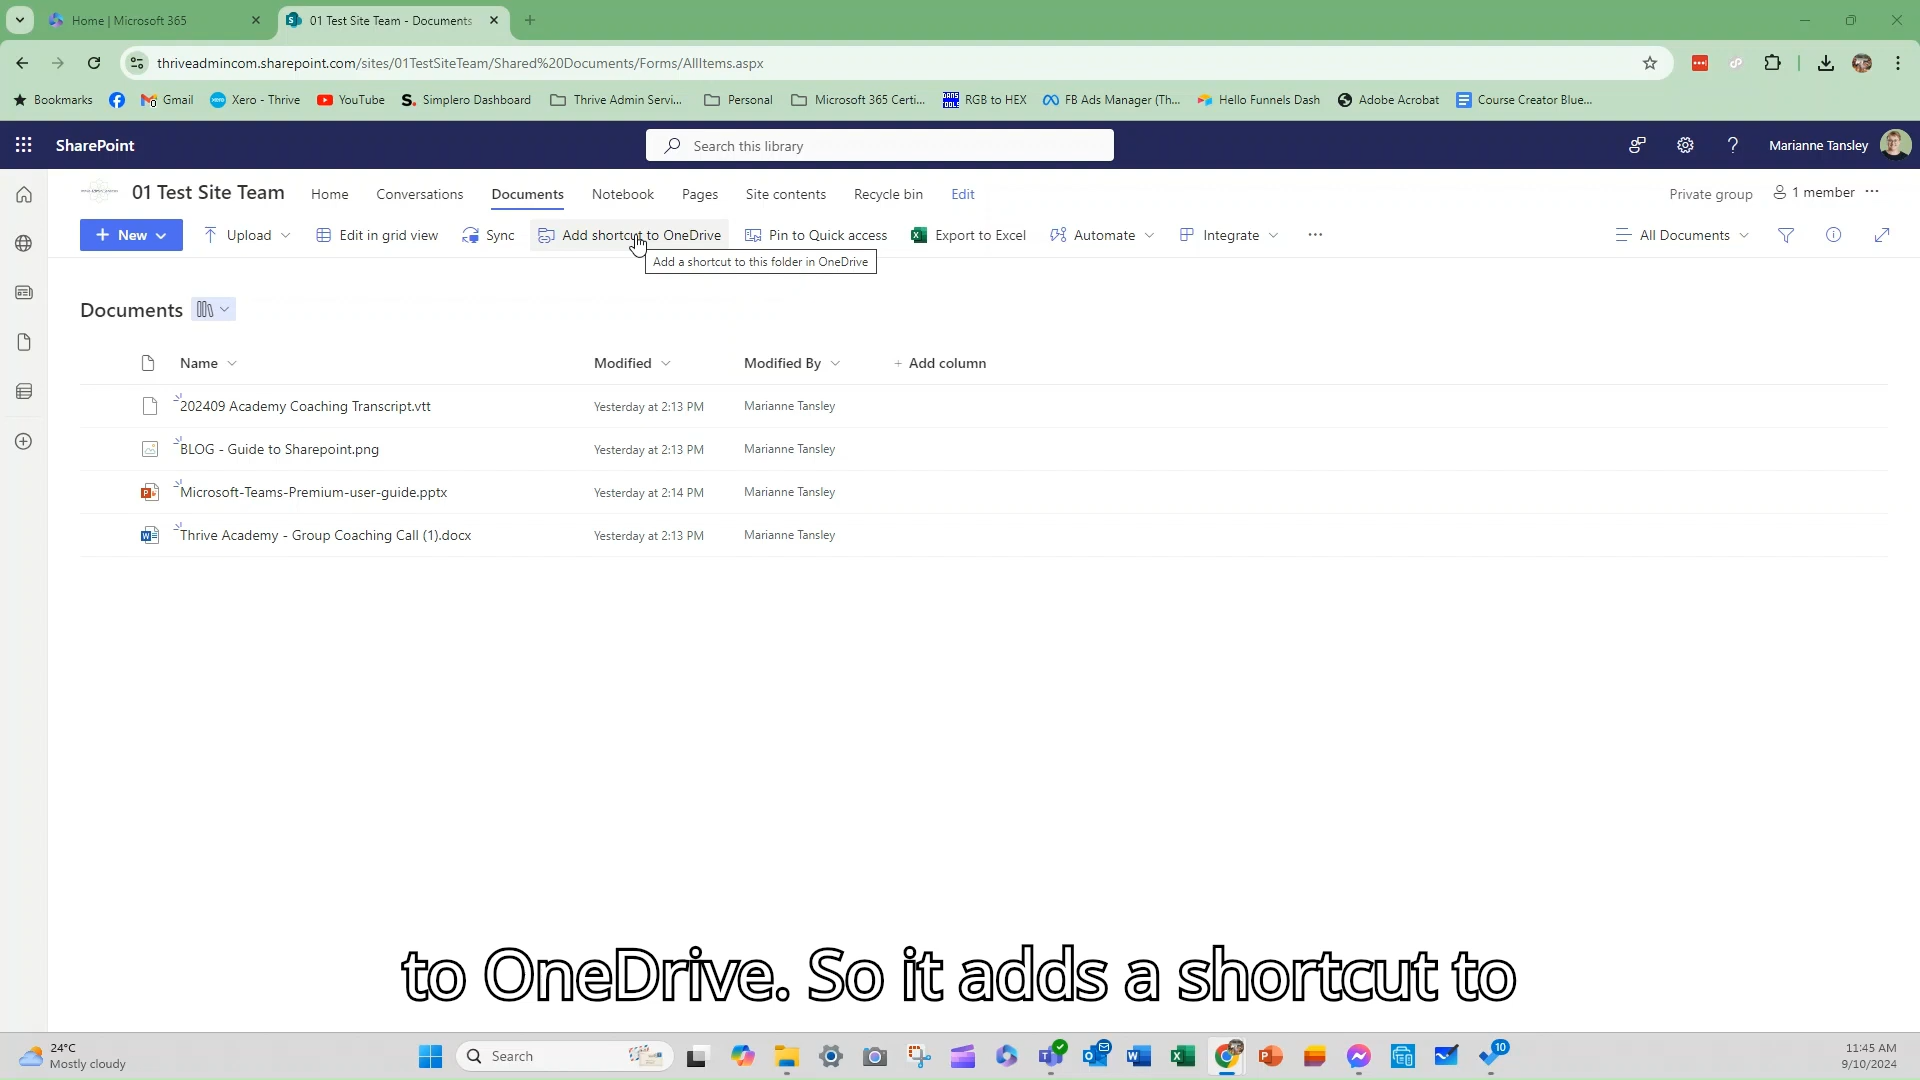 Home | Microsoft 365
01 Test Site Team - Documents
thriveadmincom.sharepoint.com/sites/01TestSiteTeam/Shared%20Documents/Forms/AllItems.aspx
Bookmarks Gmail Xero - Thrive YouTube Simplero Dashboard Thrive Admin Servi... Personal Microsoft 365 Certi... RGB to HEX FB Ads Manager (Th... Hello Funnels Dash Adobe Acrobat Course Creator Blue...
SharePoint Search this library Marianne Tansley
01 Test Site Team Home Conversations Documents Notebook Pages Site contents Recycle bin Edit Private group 1 member
+ New Upload Edit in grid view Sync Add shortcut to OneDrive Pin to Quick access Export to Excel Automate Integrate All Documents
Add a shortcut to this folder in OneDrive
Documents
Name Modified Modified By + Add column
202409 Academy Coaching Transcript.vtt Yesterday at 2:13 PM Marianne Tansley
BLOG - Guide to Sharepoint.png Yesterday at 2:13 PM Marianne Tansley
Microsoft-Teams-Premium-user-guide.pptx Yesterday at 2:14 PM Marianne Tansley
Thrive Academy - Group Coaching Call (1).docx Yesterday at 2:13 PM Marianne Tansley
to OneDrive. So it adds a shortcut to
24°C
Mostly cloudy
Search
10
11:45 AM
9/10/2024